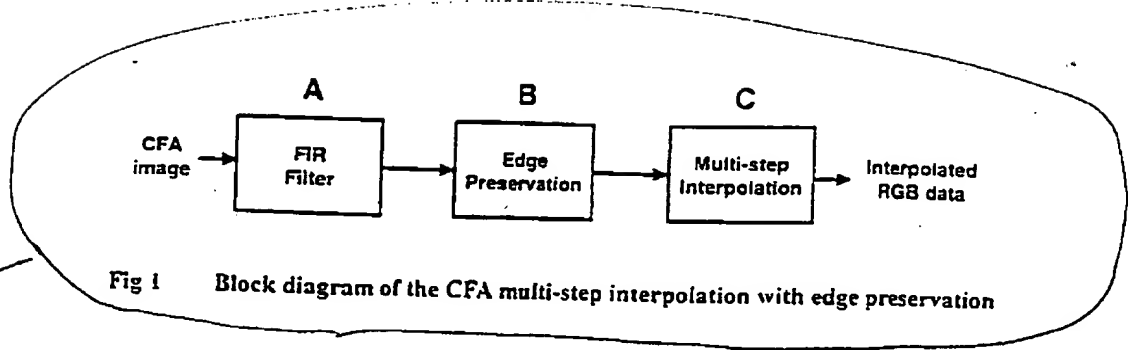 A
B
C
CFA
image
FIR
Filter
Edge
Preservation
Multi-step
Interpolation
Interpolated
RGB data
Fig 1 Block diagram of the CFA multi-step interpolation with edge preservation